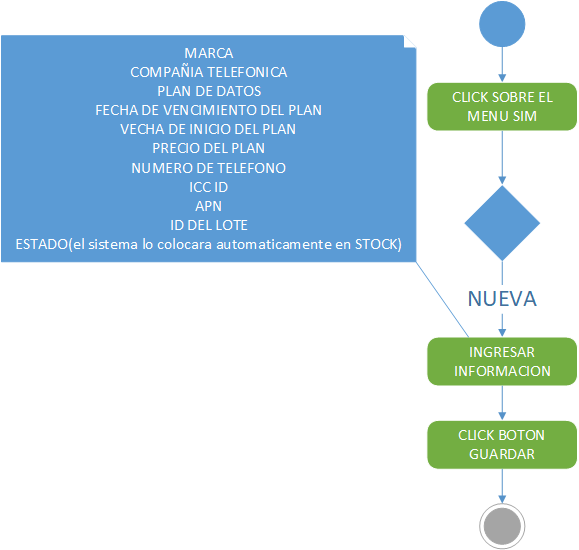 MARCA
COMPAÑIA TELEFONICA
PLAN DE DATOS
FECHA DE VENCIMIENTO DEL PLAN
VECHA DE INICIO DEL PLAN
PRECIO DEL PLAN
NUMERO DE TELEFONO
ICC ID
APN
ID DEL LOTE
ESTADO(el sistema lo colocara automaticamente en STOCK)
CLICK SOBRE EL
MENU SIM
NUEVA
INGRESAR
INFORMACION
CLICK BOTON
GUARDAR